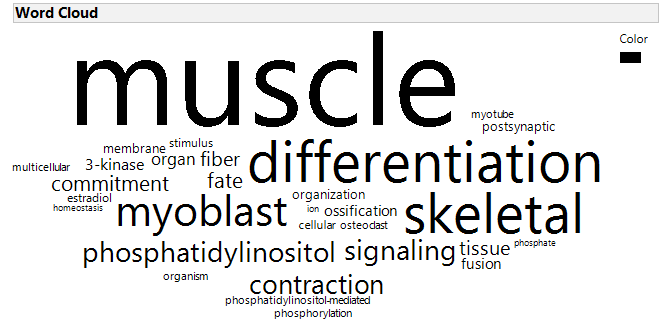 Word Cloud
Color
muscle
myotube
postsynaptic
stimulus
membrane
differentiation
organ fiber
3-kinase
multicellular
commitment
fate
estradiol
organization
skeletal
homeostasis
myoblast
ion ossification
cellular osteodast
phosphatidylinositol signaling tissue
phosphate
fusion
organism
contraction
phosphatidylinositol-mediated
phosphorylation